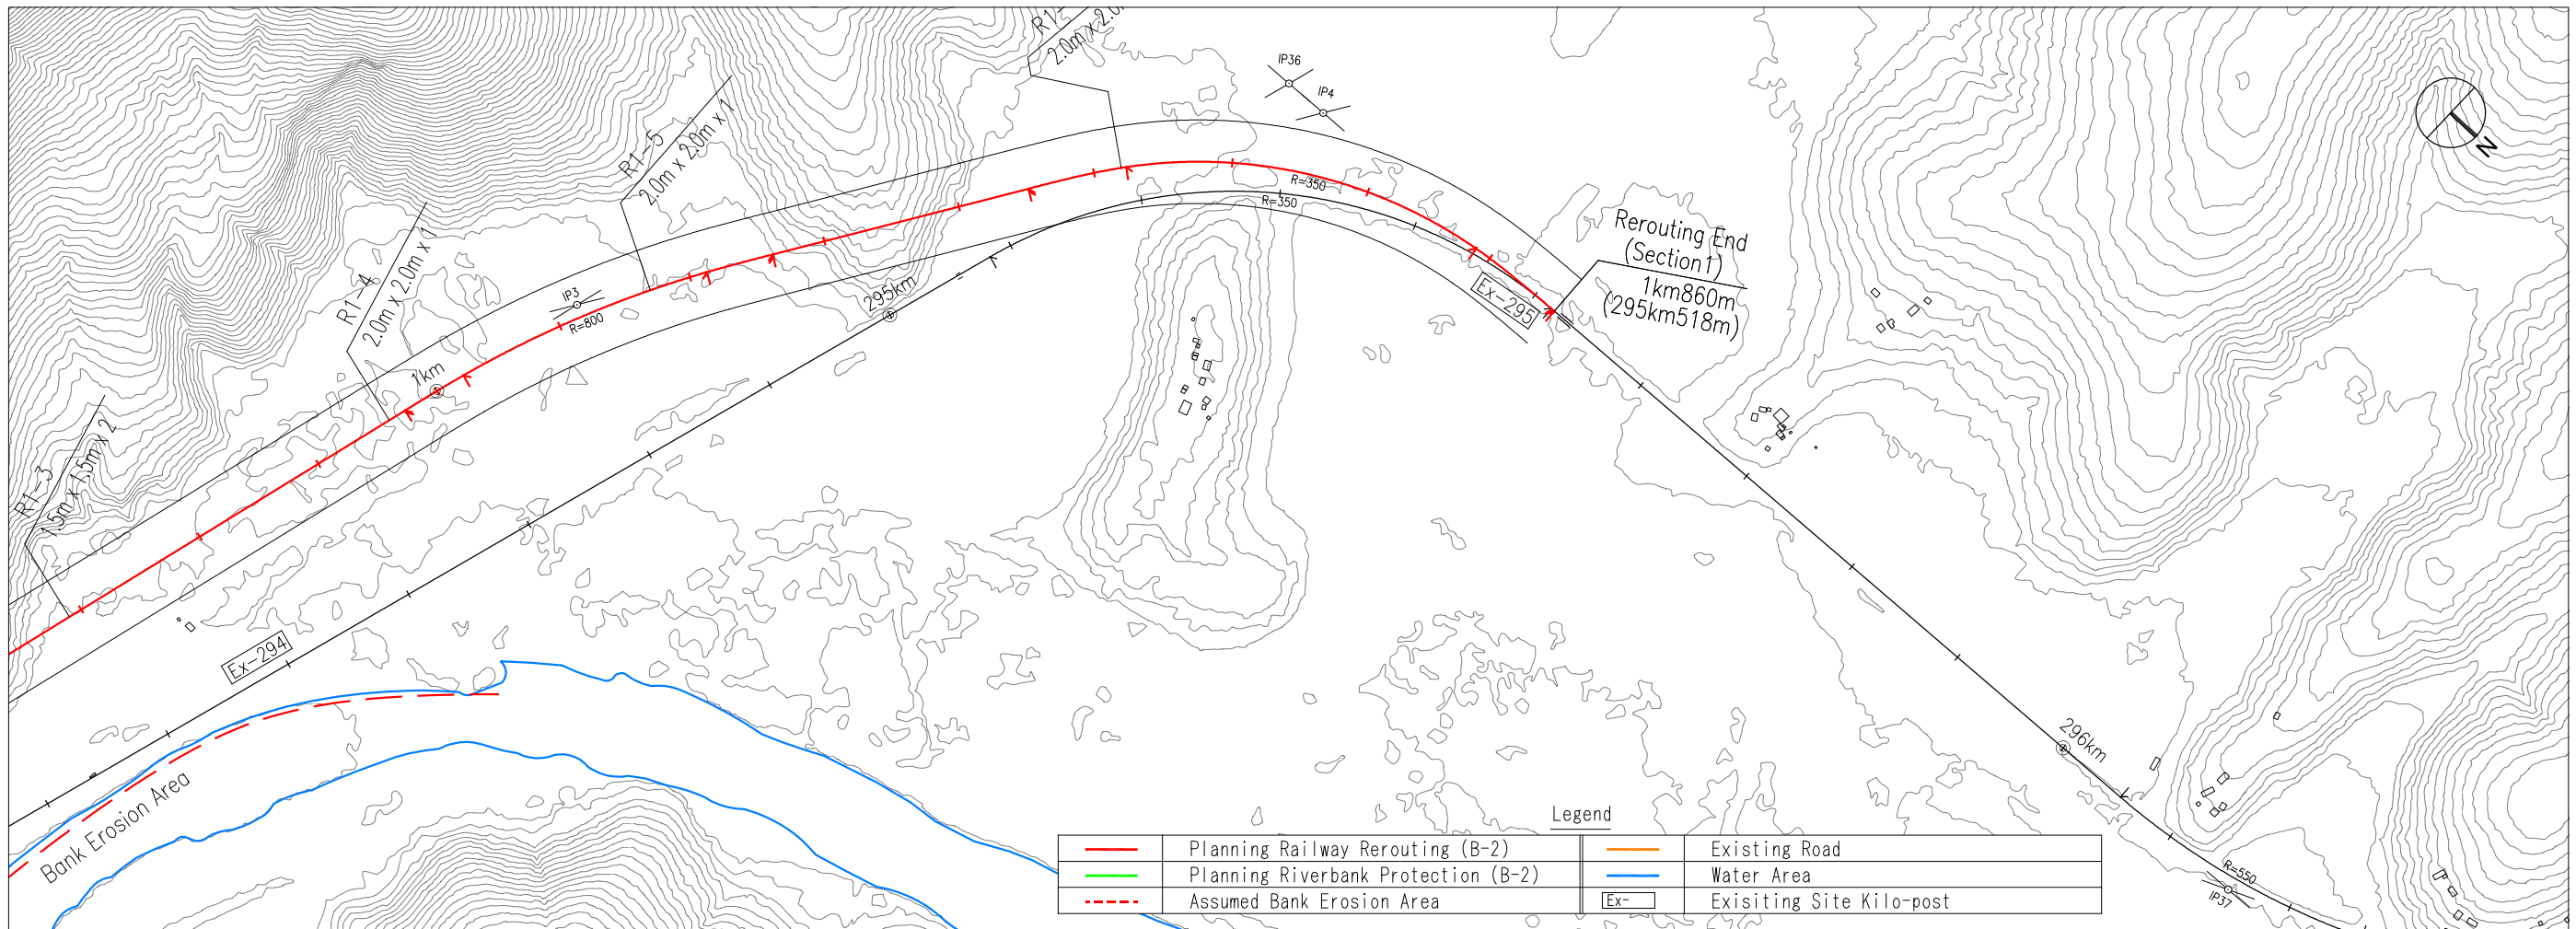 IP36
IP4
N
2.0m x 2.0
R1-5
2.0m x 2.0m x 1
R=350
R=350
Rerouting End
(Section1)
1km860m
(295km518m)
Ex-295
R1-4
2.0m x 2.0m x 1
IP3
R=800
295km
1km
R1-3
1.5m x 1.5m x 2
Ex-294
Bank Erosion Area
296km
R=550
IP37
Legend
Planning Railway Rerouting (B-2)
Existing Road
Planning Riverbank Protection (B-2)
Water Area
Assumed Bank Erosion Area
Ex-
Exisiting Site Kilo-post